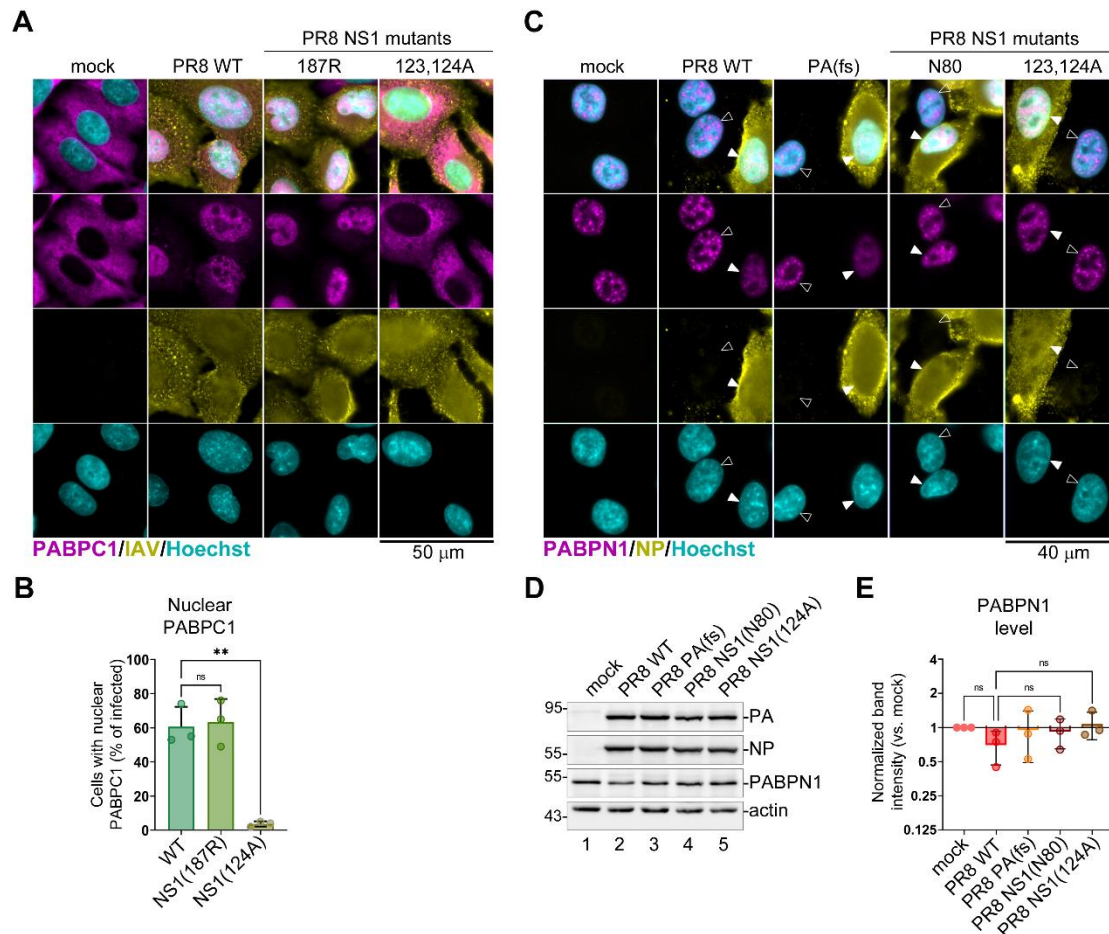 A
PR8 NS1 mutants
mock PR8 WT 187R 123,124A
PABPC1/IAV/Hoechst
50 μm
C
PR8 NS1 mutants
mock PR8 WT PA(fs) N80 123,124A
PABPN1/NP/Hoechst
40 μm
B
Nuclear
PABPC1
Cells with nuclear
PABPC1 (% of infected)
100
80
60
40
20
0
ns
**
WT
NS1(187R)
NS1(124A)
D
mock
PR8 WT
PR8 PA(fs)
PR8 NS1(N80)
PR8 NS1(124A)
95
55
55
43
-PA
-NP
-PABPN1
-actin
1 2 3 4 5
E
PABPN1
level
Normalized band
intensity (vs. mock)
4
2
1
0.5
0.25
0.125
ns
ns
ns
mock
PR8 WT
PR8 PA(fs)
PR8 NS1(N80)
PR8 NS1(124A)